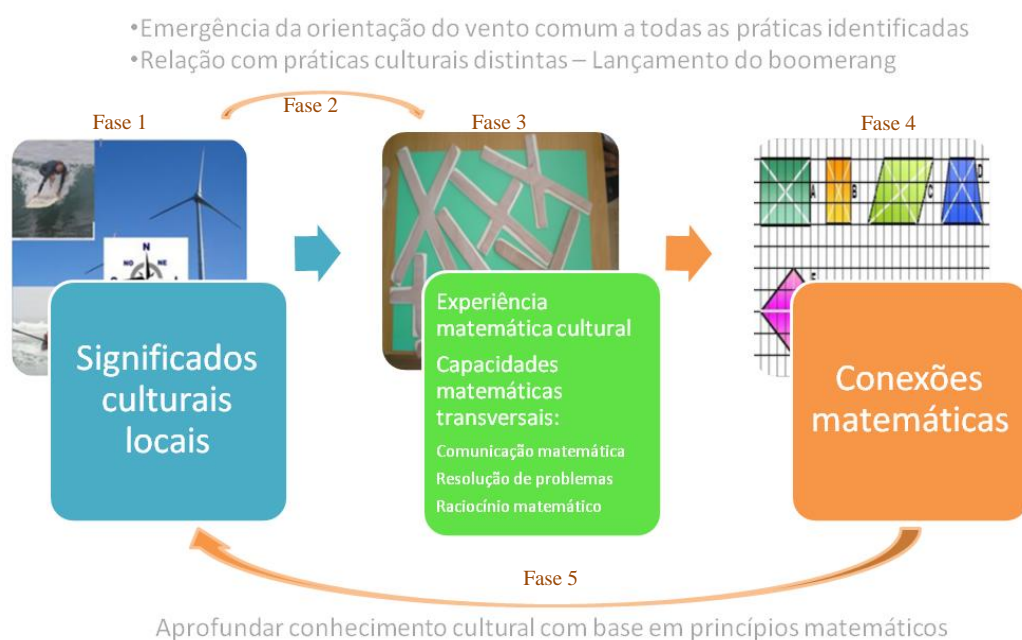 •Emergência da orientação do vento comum a todas as práticas identificadas
•Relação com práticas culturais distintas – Lançamento do boomerang
Fase 1
Fase 2
Fase 3
Fase 4
N
NO
NE
A
B
C
D
Significados
culturais
locais
Experiência
matemática cultural
Capacidades
matemáticas
transversais:
Comunicação matemática
Resolução de problemas
Raciocínio matemático
Conexões
matemáticas
Fase 5
Aprofundar conhecimento cultural com base em princípios matemáticos